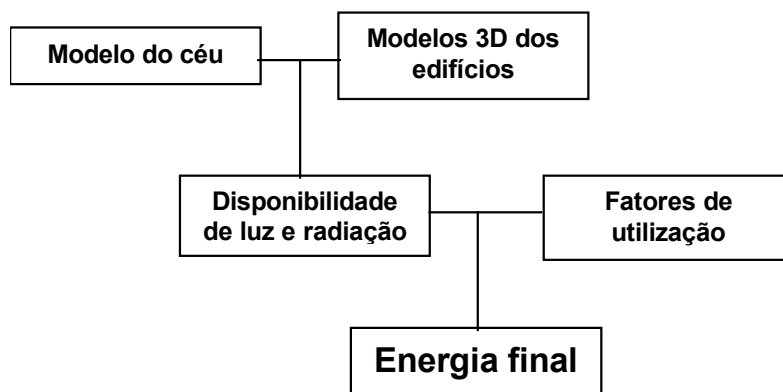 Modelo do céu
Modelos 3D dos
edifícios
Disponibilidade
de luz e radiação
Fatores de
utilização
Energia final